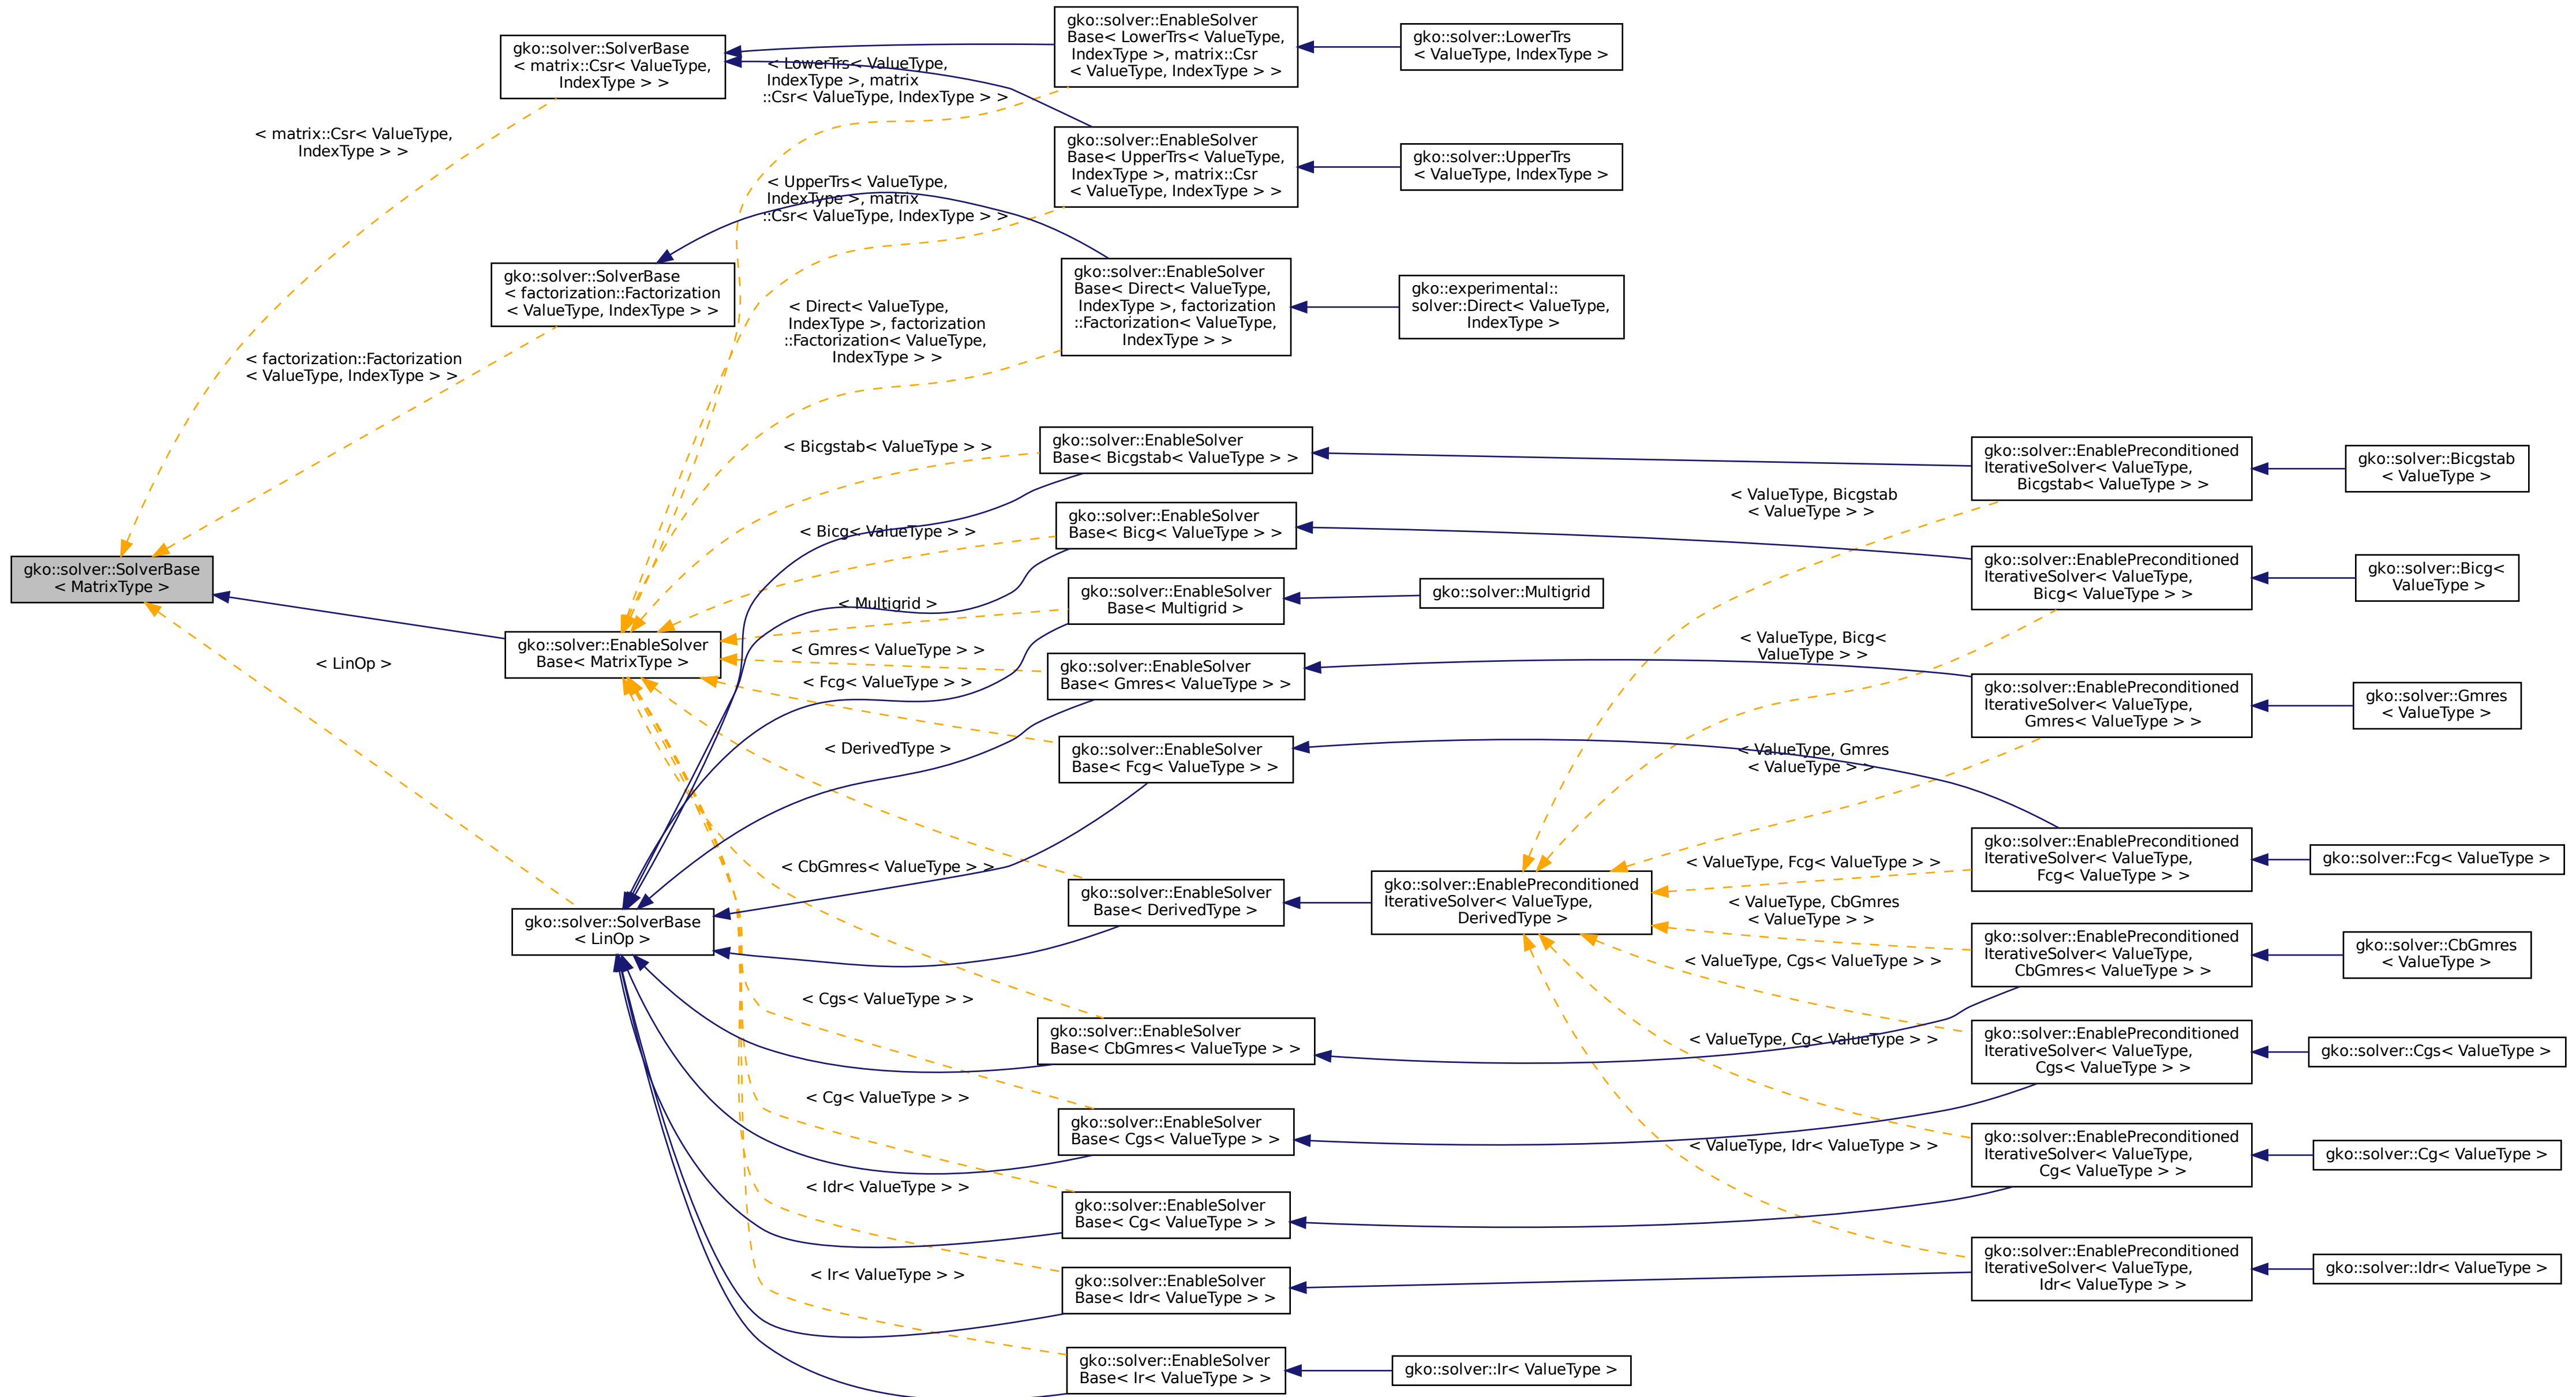 gko::solver::SolverBase
< MatrixType >
< matrix::Csr< ValueType,
IndexType > >
< factorization::Factorization
< ValueType, IndexType > >
< LinOp >
gko::solver::SolverBase
< matrix::Csr< ValueType,
IndexType > >
gko::solver::SolverBase
< factorization::Factorization
< ValueType, IndexType > >
gko::solver::EnableSolver
Base< MatrixType >
gko::solver::SolverBase
< LinOp >
< LowerTrs< ValueType,
IndexType >, matrix
::Csr< ValueType, IndexType > >
< UpperTrs< ValueType,
IndexType >, matrix
::Csr< ValueType, IndexType > >
< Direct< ValueType,
IndexType >, factorization
::Factorization< ValueType,
IndexType > >
< Bicgstab< ValueType > >
< Bicg< ValueType > >
< Multigrid >
< Gmres< ValueType > >
< Fcg< ValueType > >
< DerivedType >
< CbGmres< ValueType > >
< Cgs< ValueType > >
< Cg< ValueType > >
< Idr< ValueType > >
< Ir< ValueType > >
gko::solver::EnableSolver
Base< LowerTrs< ValueType,
IndexType >, matrix::Csr
< ValueType, IndexType > >
gko::solver::EnableSolver
Base< UpperTrs< ValueType,
IndexType >, matrix::Csr
< ValueType, IndexType > >
gko::solver::EnableSolver
Base< Direct< ValueType,
IndexType >, factorization
::Factorization< ValueType,
IndexType > >
gko::solver::EnableSolver
Base< Bicgstab< ValueType > >
gko::solver::EnableSolver
Base< Bicg< ValueType > >
gko::solver::EnableSolver
Base< Multigrid >
gko::solver::EnableSolver
Base< Gmres< ValueType > >
gko::solver::EnableSolver
Base< Fcg< ValueType > >
gko::solver::EnableSolver
Base< DerivedType >
gko::solver::EnableSolver
Base< CbGmres< ValueType > >
gko::solver::EnableSolver
Base< Cgs< ValueType > >
gko::solver::EnableSolver
Base< Cg< ValueType > >
gko::solver::EnableSolver
Base< Idr< ValueType > >
gko::solver::EnableSolver
Base< Ir< ValueType > >
gko::solver::LowerTrs
< ValueType, IndexType >
gko::solver::UpperTrs
< ValueType, IndexType >
gko::experimental::
solver::Direct< ValueType,
IndexType >
gko::solver::Multigrid
gko::solver::EnablePreconditioned
IterativeSolver< ValueType,
DerivedType >
gko::solver::Ir< ValueType >
< ValueType, Bicgstab
< ValueType > >
< ValueType, Bicg<
ValueType > >
< ValueType, Gmres
< ValueType > >
< ValueType, Fcg< ValueType > >
< ValueType, CbGmres
< ValueType > >
< ValueType, Cgs< ValueType > >
< ValueType, Cg< ValueType > >
< ValueType, Idr< ValueType > >
gko::solver::EnablePreconditioned
IterativeSolver< ValueType,
Bicgstab< ValueType > >
gko::solver::EnablePreconditioned
IterativeSolver< ValueType,
Bicg< ValueType > >
gko::solver::EnablePreconditioned
IterativeSolver< ValueType,
Gmres< ValueType > >
gko::solver::EnablePreconditioned
IterativeSolver< ValueType,
Fcg< ValueType > >
gko::solver::EnablePreconditioned
IterativeSolver< ValueType,
CbGmres< ValueType > >
gko::solver::EnablePreconditioned
IterativeSolver< ValueType,
Cgs< ValueType > >
gko::solver::EnablePreconditioned
IterativeSolver< ValueType,
Cg< ValueType > >
gko::solver::EnablePreconditioned
IterativeSolver< ValueType,
Idr< ValueType > >
gko::solver::Bicgstab
< ValueType >
gko::solver::Bicg<
ValueType >
gko::solver::Gmres
< ValueType >
gko::solver::Fcg< ValueType >
gko::solver::CbGmres
< ValueType >
gko::solver::Cgs< ValueType >
gko::solver::Cg< ValueType >
gko::solver::Idr< ValueType >